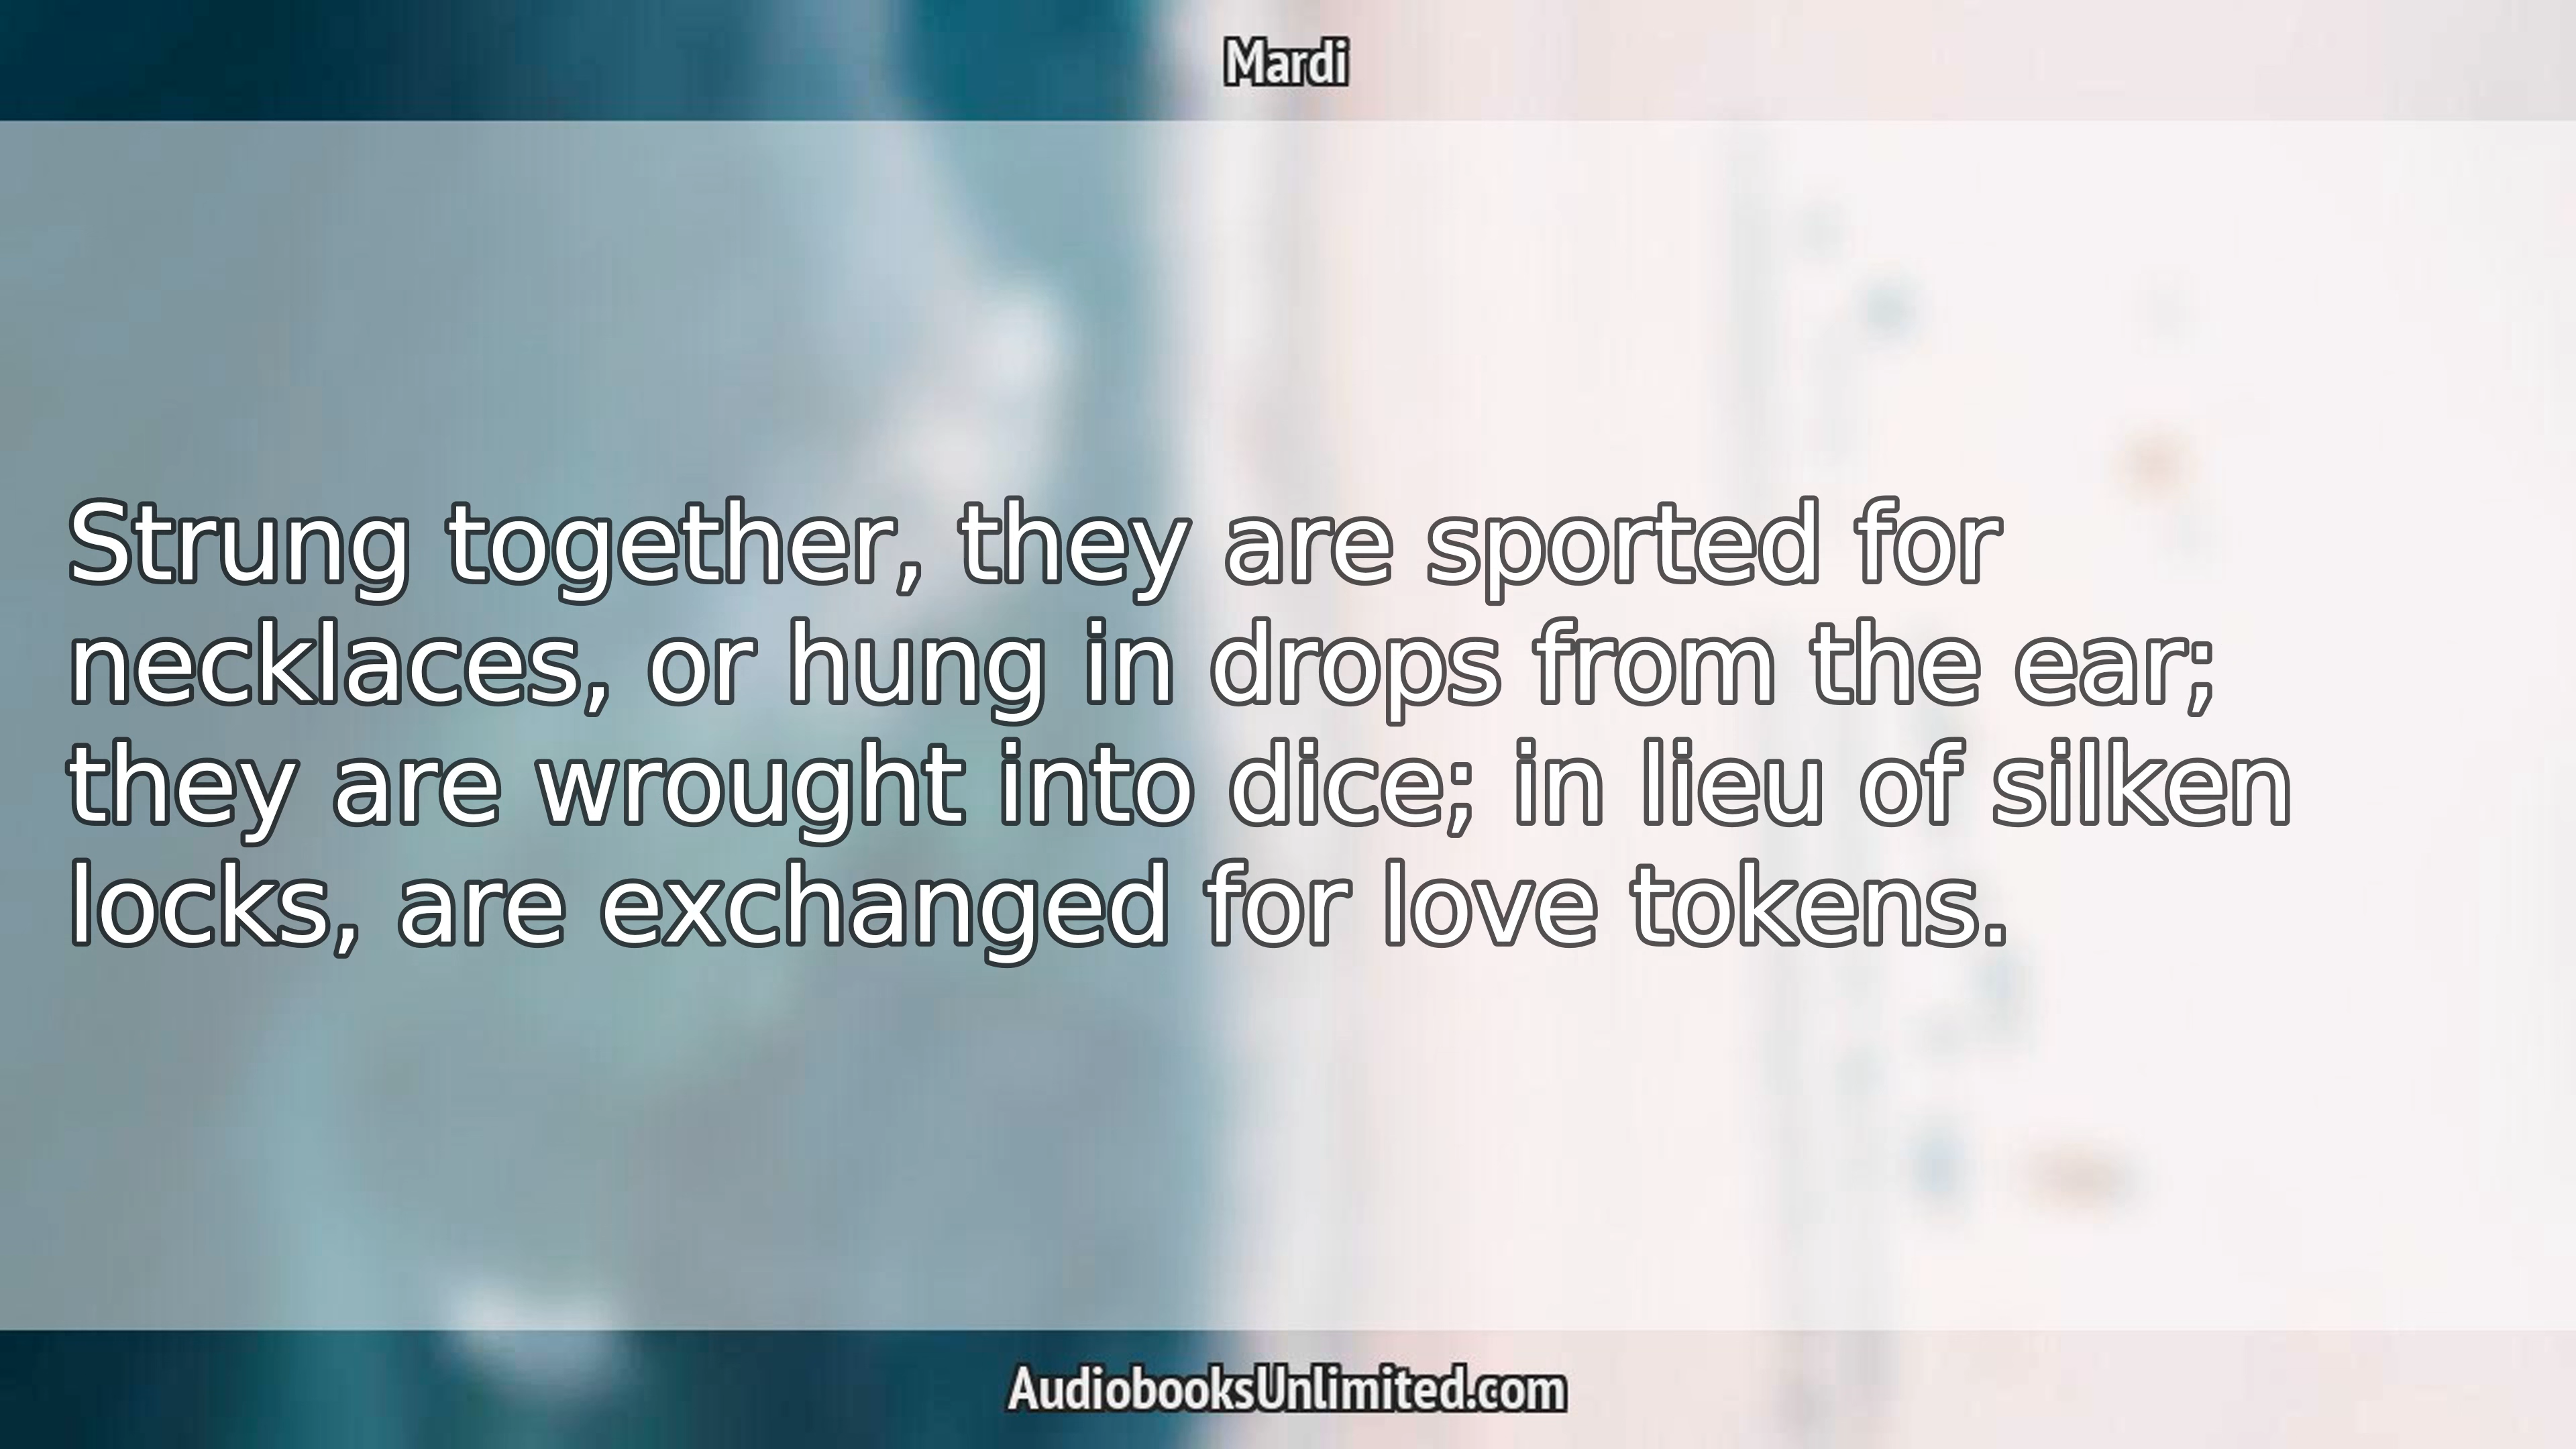 Mardi
Strung together, they are sported for
necklaces, or hung in drops from the ear;
they are wrought into dice; in lieu of silken
locks, are exchanged for love tokens.
AudiobooksUnlimited.com